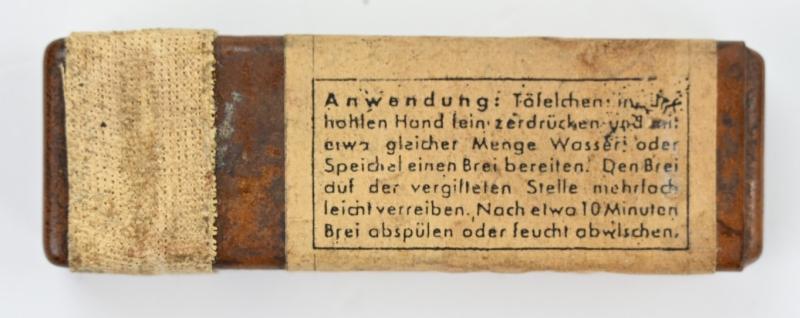 Anwendung: Täfelchen in der
hohlen Hand fein zerdrücken und mit
etwa gleicher Menge Wasser oder
Speichel einen Brei bereiten. Den Brei
auf der vergifteten Stelle mehrfach
leicht verreiben. Nach etwa 10 Minuten
Brei abspülen oder feucht abwischen.